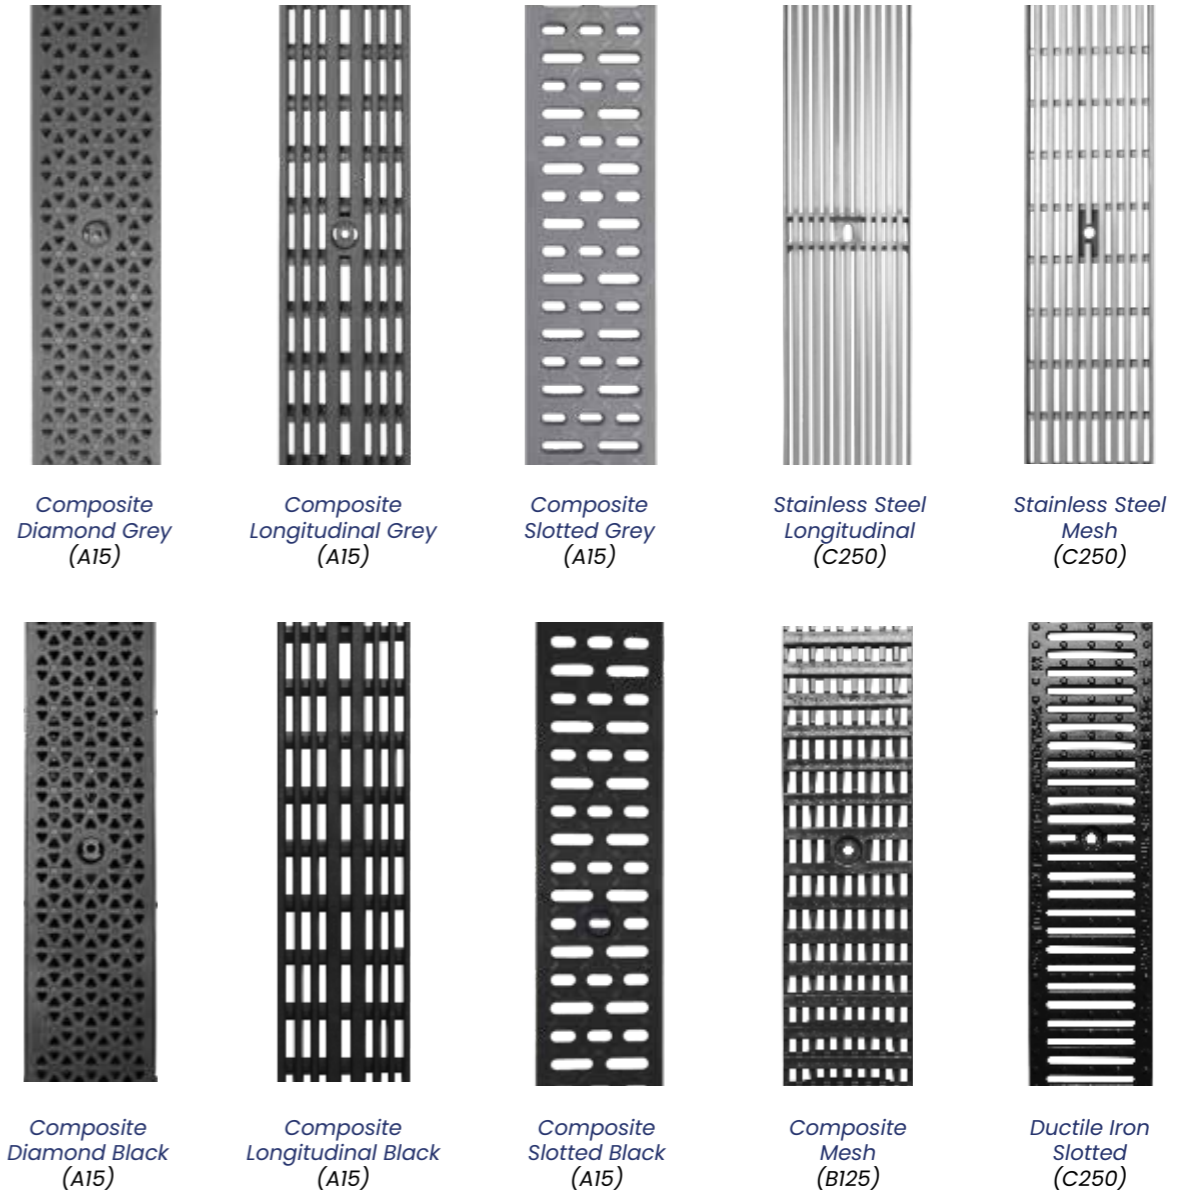 Composite
Diamond Grey
(A15)
Composite
Longitudinal Grey
(A15)
Composite
Slotted Grey
(A15)
Stainless Steel
Longitudinal
(C250)
Stainless Steel
Mesh
(C250)
Composite
Diamond Black
(A15)
Composite
Longitudinal Black
(A15)
Composite
Slotted Black
(A15)
Composite
Mesh
(B125)
Ductile Iron
Slotted
(C250)